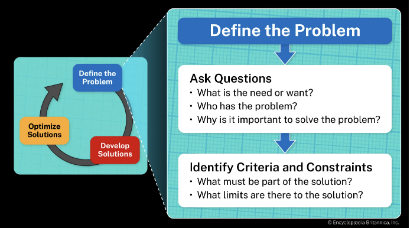 Define the
Problem
Optimize
Solutions
Develop
Solutions
Define the Problem
Ask Questions
• What is the need or want?
• Who has the problem?
• Why is it important to solve the problem?
Identify Criteria and Constraints
• What must be part of the solution?
• What limits are there to the solution?
© Encyclopædia Britannica, Inc.